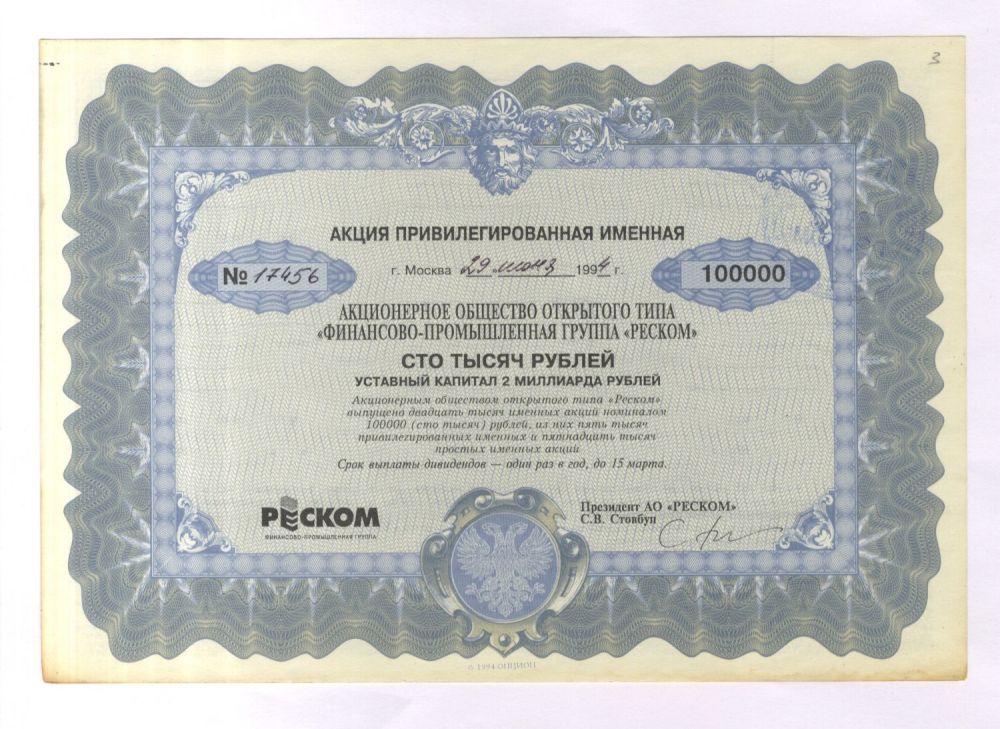 3
АКЦИЯ ПРИВИЛЕГИРОВАННАЯ ИМЕННАЯ
№ 17456
г. Москва 29 июня 1994 г.
100000
АКЦИОНЕРНОЕ ОБЩЕСТВО ОТКРЫТОГО ТИПА
«ФИНАНСОВО-ПРОМЫШЛЕННАЯ ГРУППА «РЕСКОМ»
СТО ТЫСЯЧ РУБЛЕЙ
УСТАВНЫЙ КАПИТАЛ 2 МИЛЛИАРДА РУБЛЕЙ
Акционерным обществом открытого типа «Реском»
выпущено двадцать тысяч именных акций номиналом
100000 (сто тысяч) рублей, из них пять тысяч
привилегированных именных и пятнадцать тысяч
простых именных акций
Срок выплаты дивидендов — один раз в год, до 15 марта.
РЕСКОМ
ФИНАНСОВО-ПРОМЫШЛЕННАЯ ГРУППА
Президент АО «РЕСКОМ»
С.В. Стовбун
© 1994 ОПЦИОН